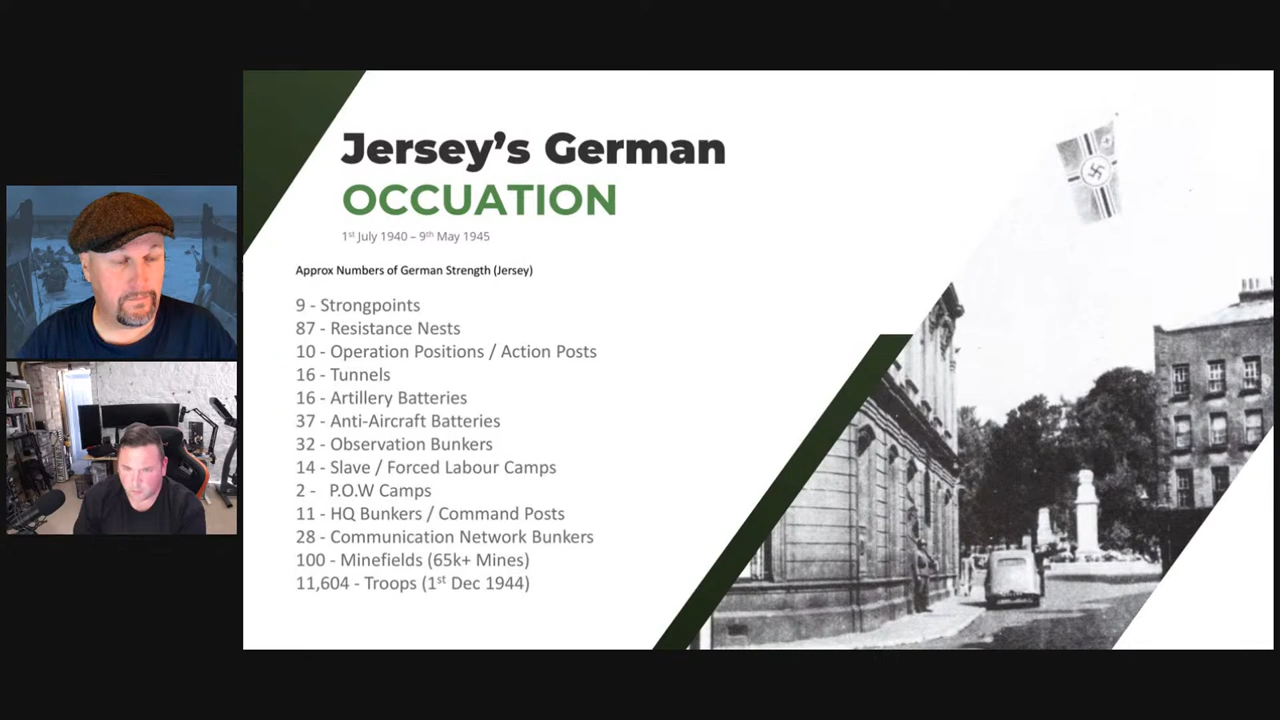 Jersey's German
OCCUATION
1st July 1940 – 9th May 1945
Approx Numbers of German Strength (Jersey)
9 - Strongpoints
87 - Resistance Nests
10 - Operation Positions / Action Posts
16 - Tunnels
16 - Artillery Batteries
37 - Anti-Aircraft Batteries
32 - Observation Bunkers
14 - Slave / Forced Labour Camps
2 - P.O.W Camps
11 - HQ Bunkers / Command Posts
28 - Communication Network Bunkers
100 - Minefields (65k+ Mines)
11,604 - Troops (1st Dec 1944)